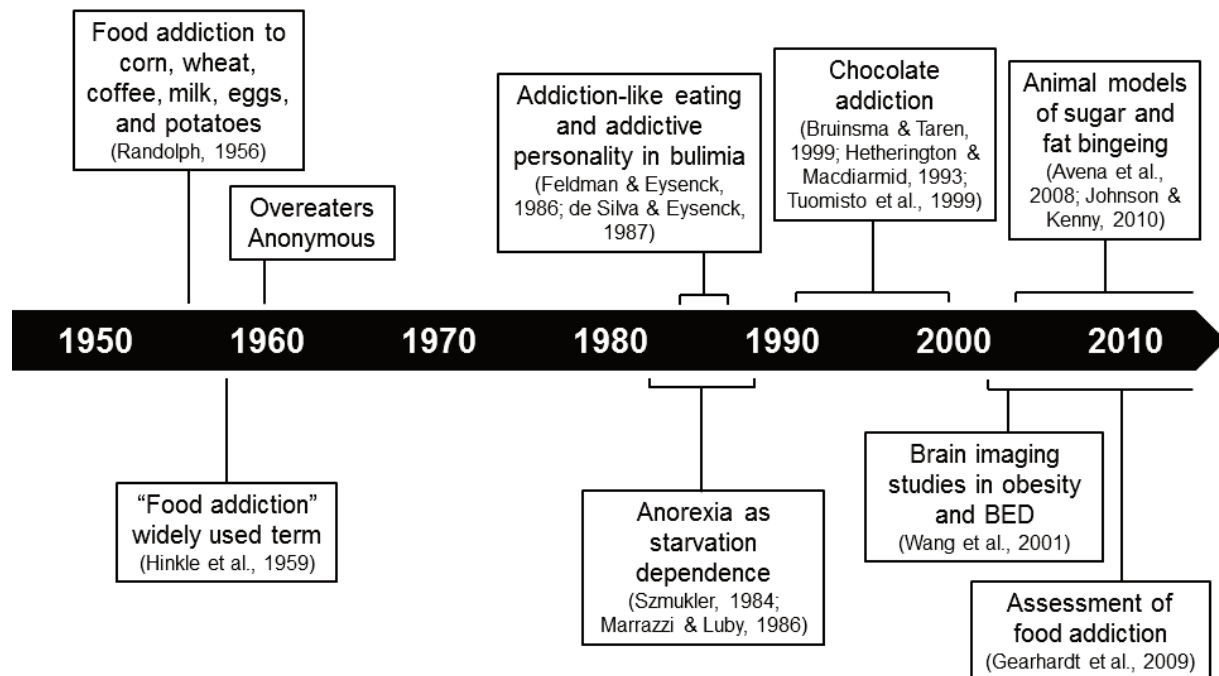 Food addiction to
corn, wheat,
coffee, milk, eggs,
and potatoes
(Randolph, 1956)
Overeaters
Anonymous
Addiction-like eating
and addictive
personality in bulimia
(Feldman & Eysenck,
1986; de Silva & Eysenck,
1987)
Chocolate
addiction
(Bruinsma & Taren,
1999; Hetherington &
Macdiarmid, 1993;
Tuomisto et al., 1999)
Animal models
of sugar and
fat bingeing
(Avena et al.,
2008; Johnson &
Kenny, 2010)
1950 1960 1970 1980 1990 2000 2010
“Food addiction”
widely used term
(Hinkle et al., 1959)
Anorexia as
starvation
dependence
(Szmukler, 1984;
Marrazzi & Luby, 1986)
Brain imaging
studies in obesity
and BED
(Wang et al., 2001)
Assessment of
food addiction
(Gearhardt et al., 2009)